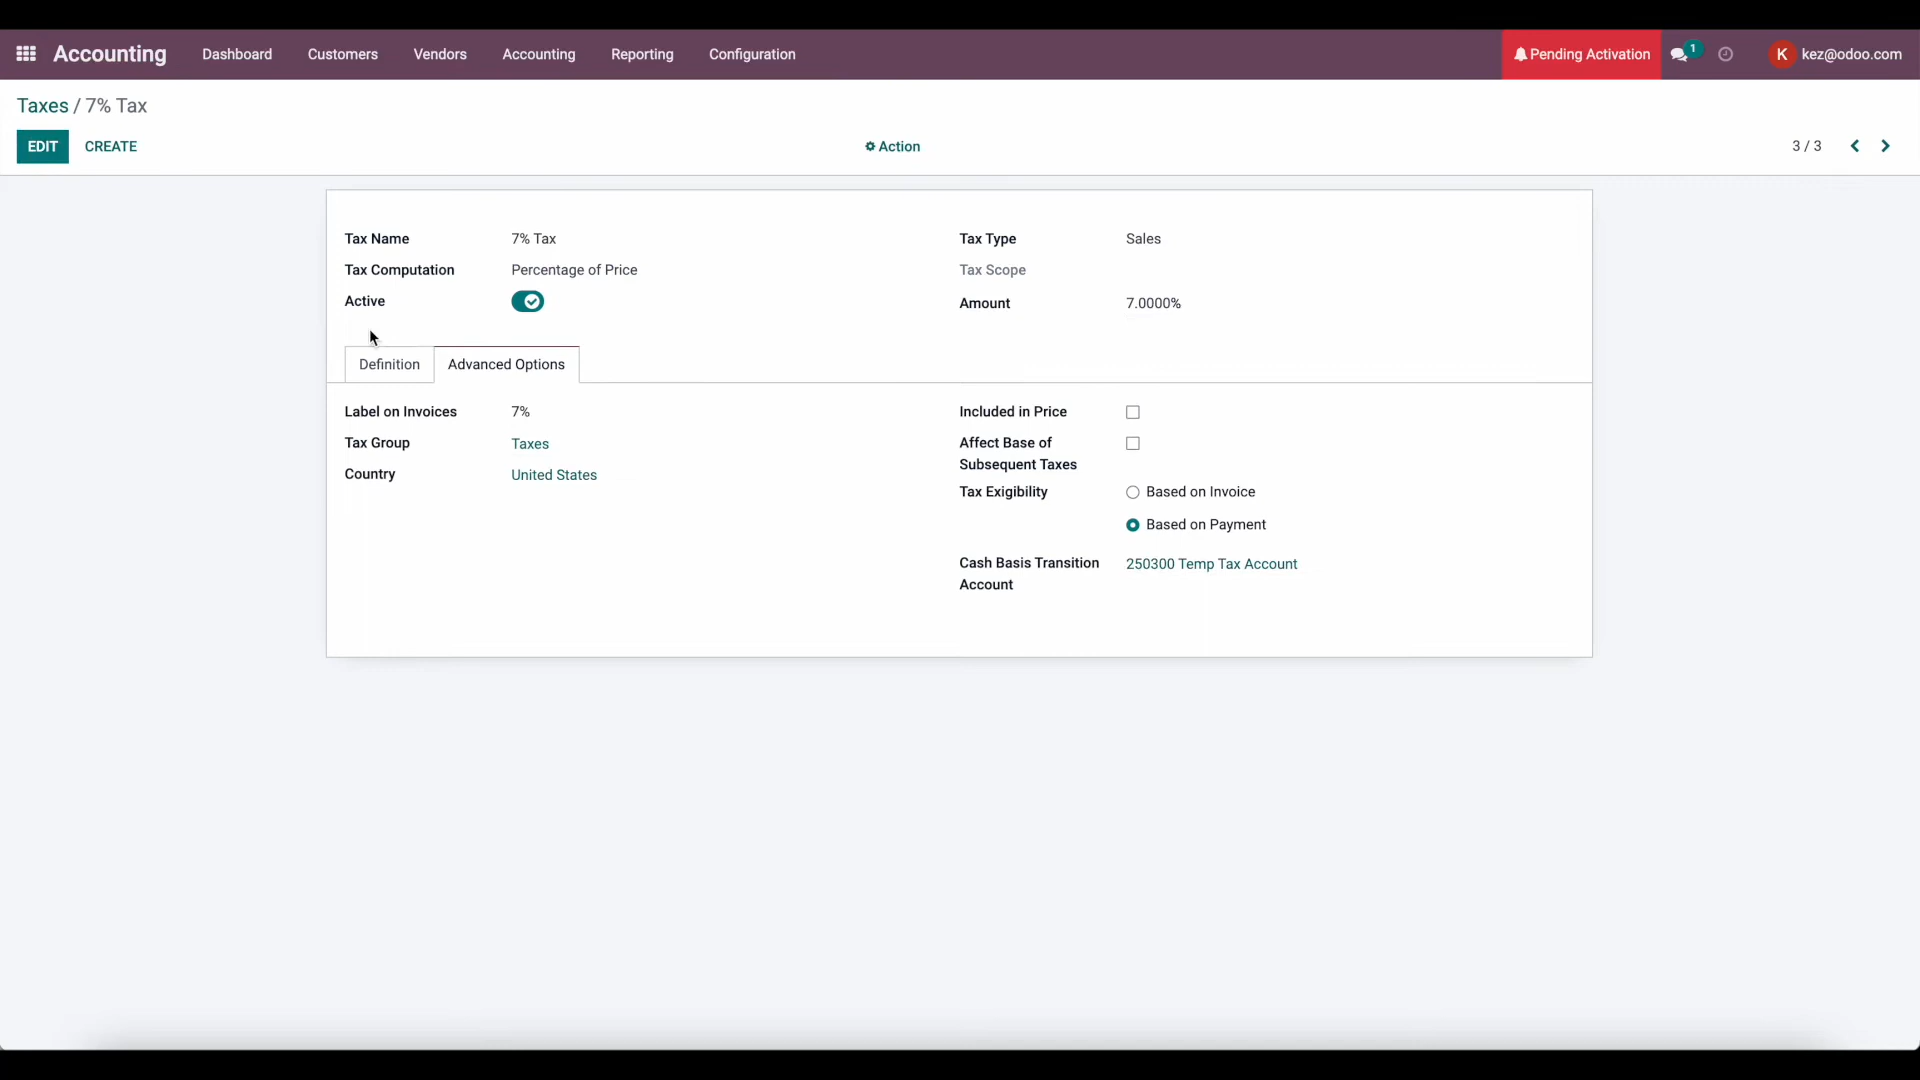 Accounting Dashboard Customers Vendors Accounting Reporting Configuration Pending Activation 1 K kez@odoo.com
Taxes / 7% Tax
EDIT CREATE Action 3 / 3
Tax Name 7% Tax Tax Type Sales
Tax Computation Percentage of Price Tax Scope
Active Amount 7.0000%
Definition Advanced Options
Label on Invoices 7% Included in Price
Tax Group Taxes Affect Base of
Subsequent Taxes
Country United States
Tax Exigibility Based on Invoice
Based on Payment
Cash Basis Transition 250300 Temp Tax Account
Account